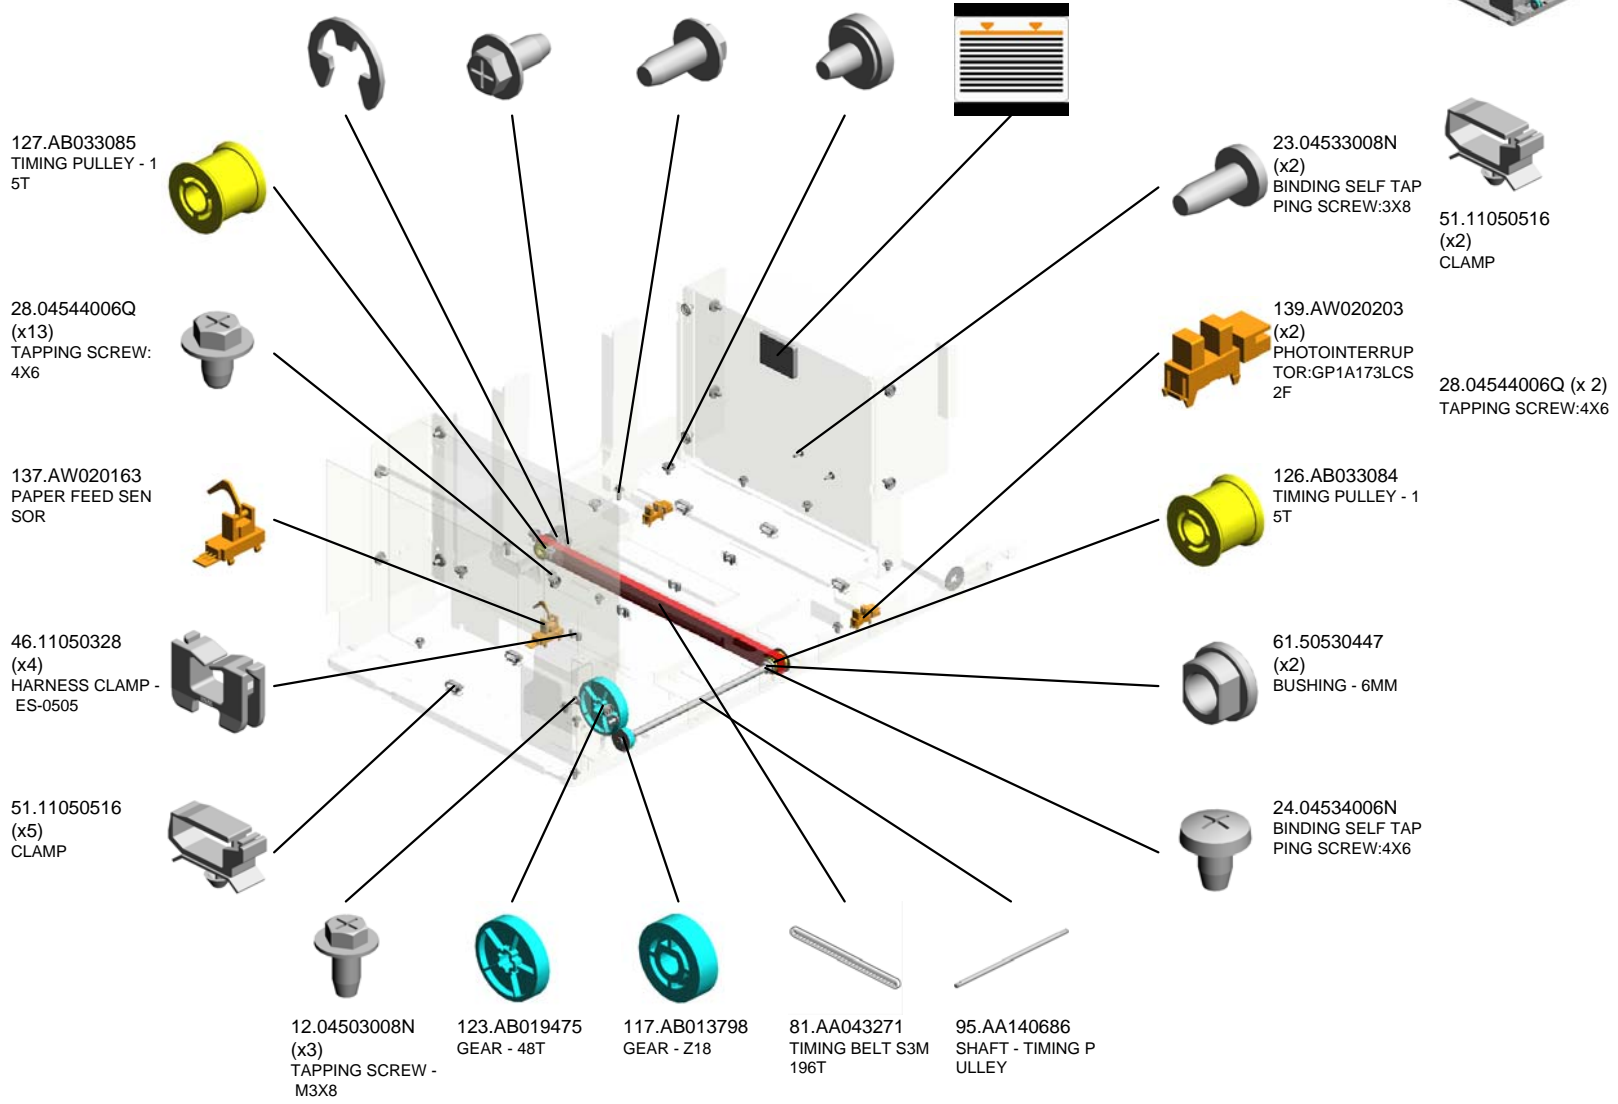 127.AB033085
TIMING PULLEY - 1
5T
28.04544006Q
(x13)
TAPPING SCREW:
4X6
137.AW020163
PAPER FEED SEN
SOR
46.11050328
(x4)
HARNESS CLAMP -
ES-0505
51.11050516
(x5)
CLAMP
12.04503008N
(x3)
TAPPING SCREW -
M3X8
123.AB019475
GEAR - 48T
117.AB013798
GEAR - Z18
81.AA043271
TIMING BELT S3M
196T
95.AA140686
SHAFT - TIMING P
ULLEY
23.04533008N
(x2)
BINDING SELF TAP
PING SCREW:3X8
139.AW020203
(x2)
PHOTOINTERRUP
TOR:GP1A173LCS
2F
126.AB033084
TIMING PULLEY - 1
5T
61.50530447
(x2)
BUSHING - 6MM
24.04534006N
BINDING SELF TAP
PING SCREW:4X6
51.11050516
(x2)
CLAMP
28.04544006Q (x 2)
TAPPING SCREW:4X6